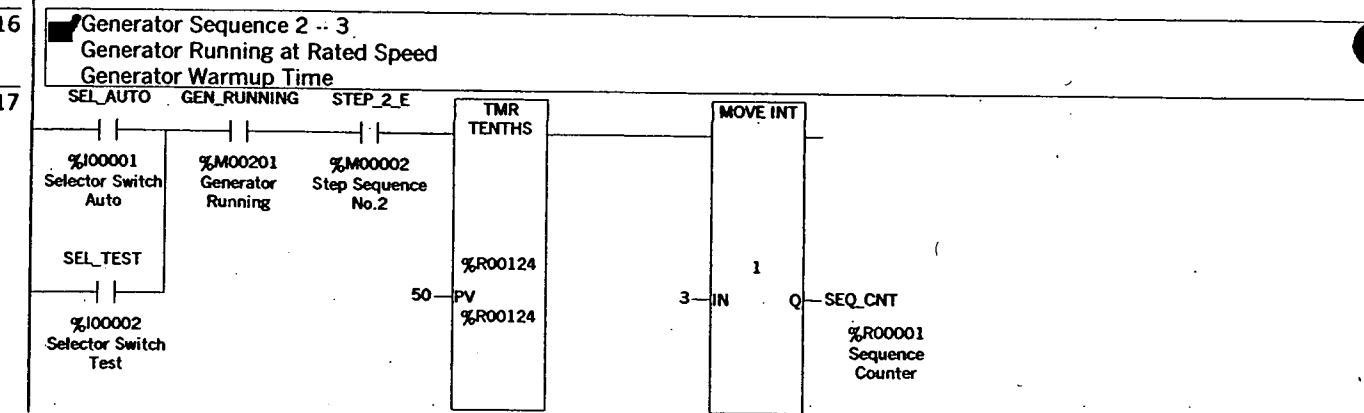 16
Generator Sequence 2 -- 3
Generator Running at Rated Speed
Generator Warmup Time
17
SEL_AUTO GEN_RUNNING STEP_2_E
TMR
TENTHS
MOVE INT
%I00001
Selector Switch
Auto
%M00201
Generator
Running
%M00002
Step Sequence
No.2
SEL_TEST
%I00002
Selector Switch
Test
%R00124
50 PV
%R00124
1
3 IN Q SEQ_CNT
%R00001
Sequence
Counter